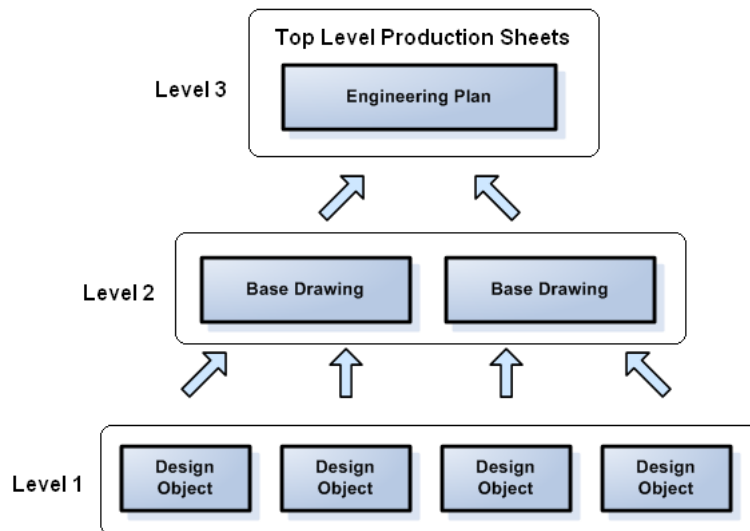 Top Level Production Sheets
Level 3
Engineering Plan
Level 2
Base Drawing
Base Drawing
Level 1
Design
Object
Design
Object
Design
Object
Design
Object